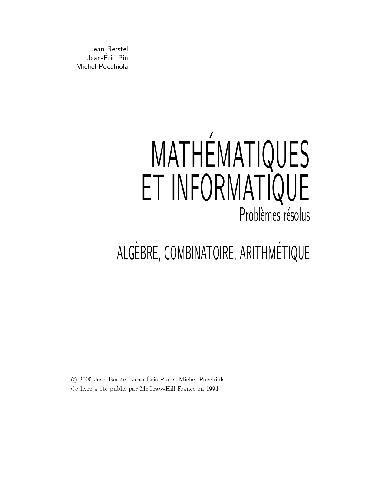 Jean Berstel
Jean-Éric Pin
Michel Pocchiola
MATHÉMATIQUES
ET INFORMATIQUE
Problèmes résolus
ALGÈBRE, COMBINATOIRE, ARITHMÉTIQUE
© Jean Berstel, Jean-Éric Pin, Michel Pocchiola
Ce livre a été publié par McGraw-Hill France en 1991